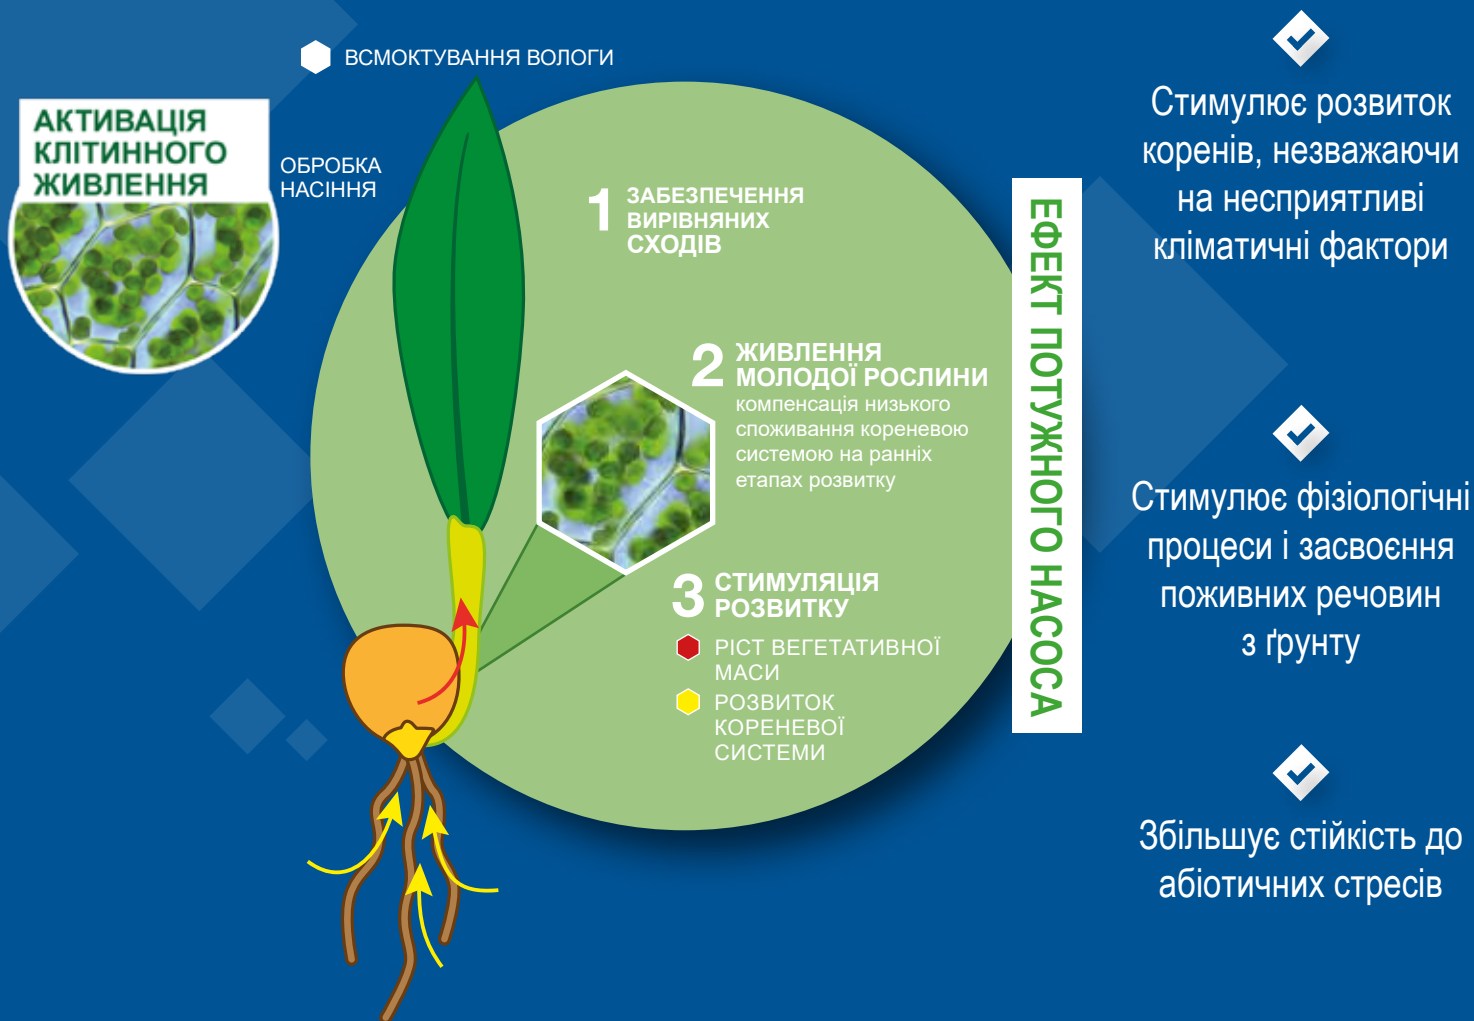 ВСМОКТУВАННЯ ВОЛОГИ
АКТИВАЦІЯ
КЛІТИННОГО
ЖИВЛЕННЯ
ОБРОБКА
НАСІННЯ
1 ЗАБЕЗПЕЧЕННЯ
ВИРІВНЯНИХ
СХОДІВ
2 ЖИВЛЕННЯ
МОЛОДОЇ РОСЛИНИ
компенсація низького
споживання кореневою
системою на ранніх
етапах розвитку
3 СТИМУЛЯЦІЯ
РОЗВИТКУ
РІСТ ВЕГЕТАТИВНОЇ
МАСИ
РОЗВИТОК
КОРЕНЕВОЇ
СИСТЕМИ
ЕФЕКТ ПОТУЖНОГО НАСОСА
Стимулює розвиток
коренів, незважаючи
на несприятливі
кліматичні фактори
Стимулює фізіологічні
процеси і засвоєння
поживних речовин
з ґрунту
Збільшує стійкість до
абіотичних стресів